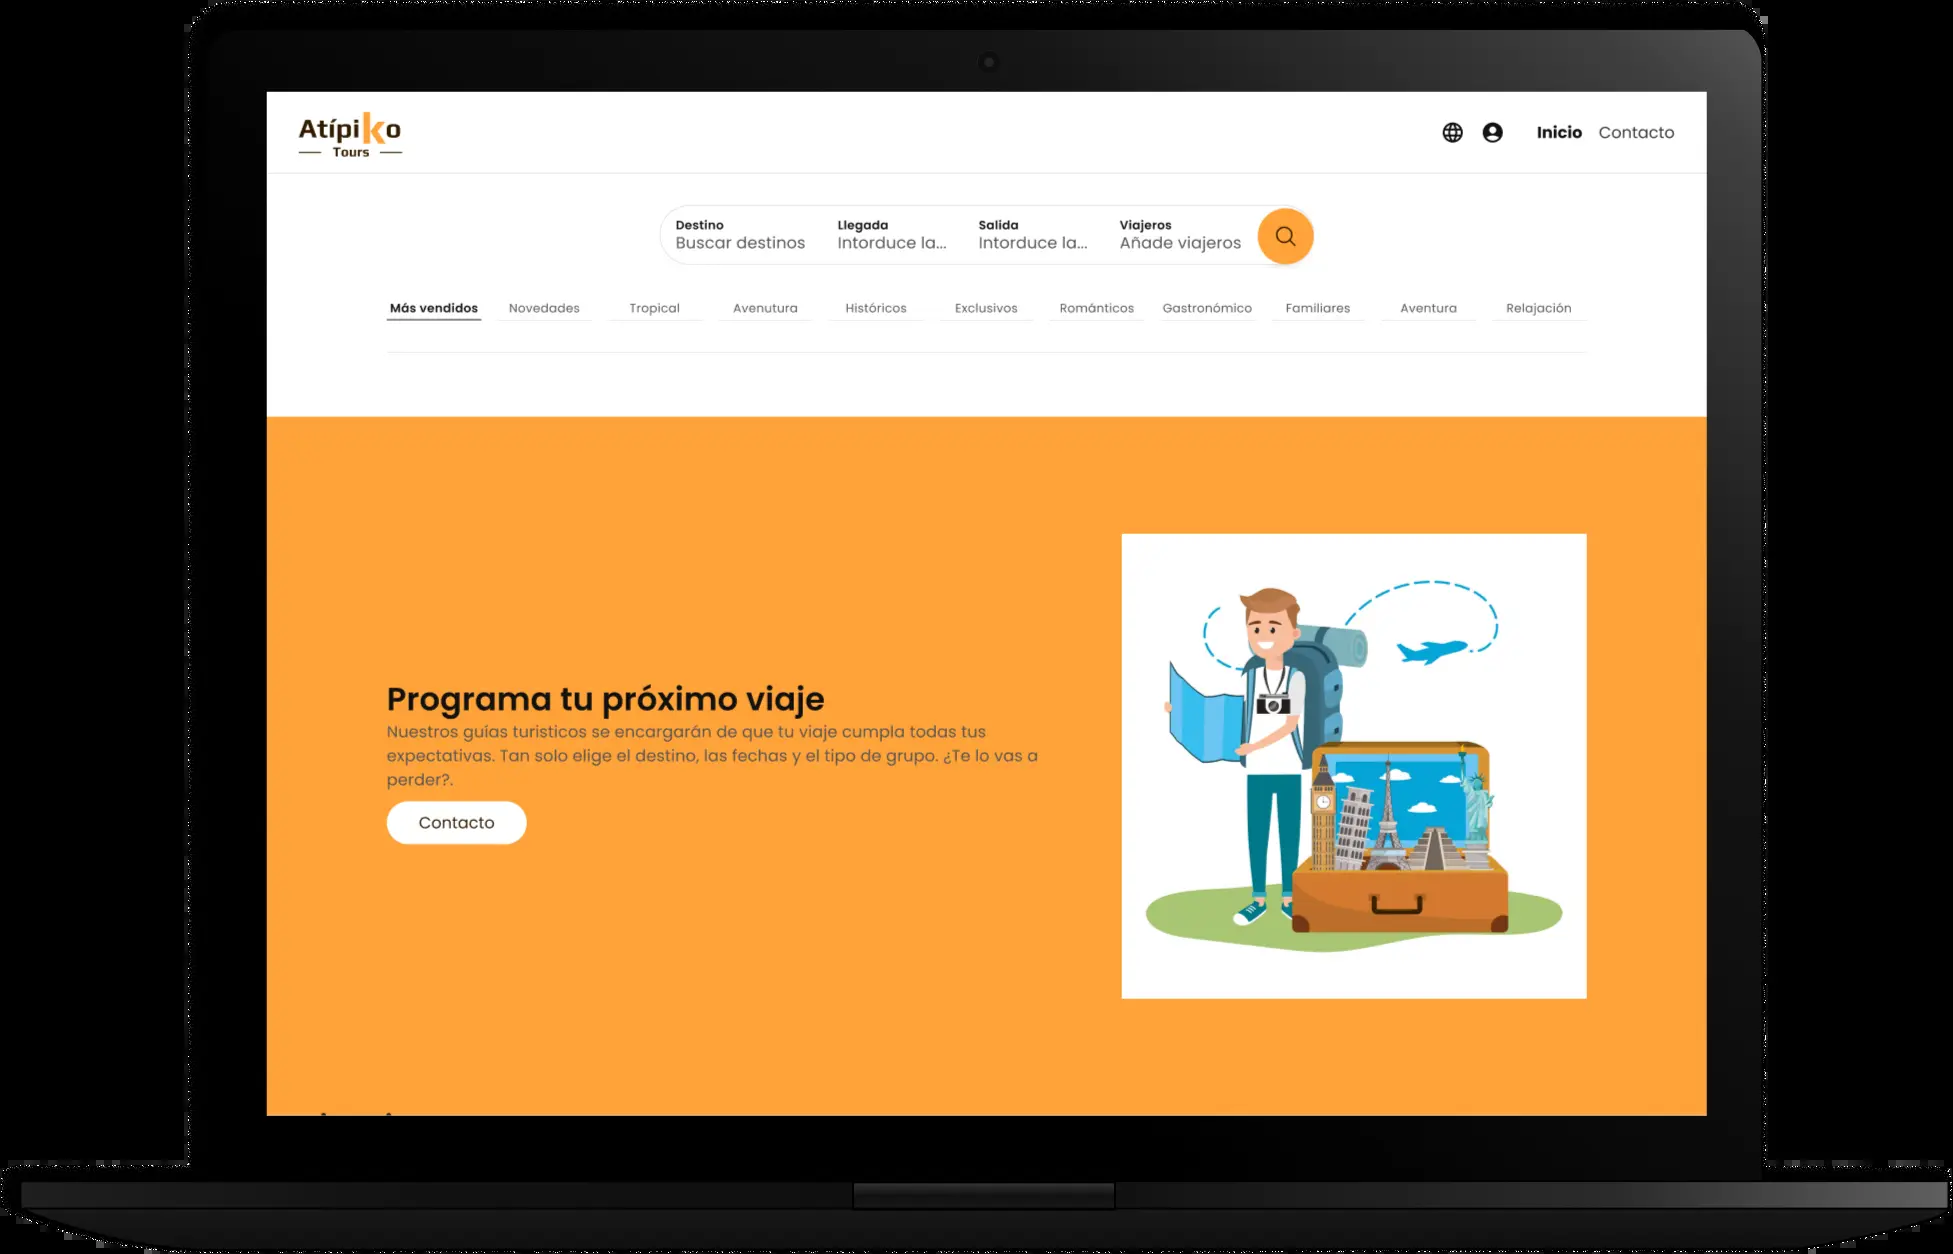 Atípiko
Tours
Inicio Contacto
Destino Llegada Salida Viajeros
Buscar destinos Intorduce la... Intorduce la... Añade viajeros
Más vendidos Novedades Tropical Avenutura Históricos Exclusivos Románticos Gastronómico Familiares Aventura Relajación
Programa tu próximo viaje
Nuestros guías turisticos se encargarán de que tu viaje cumpla todas tus
expectativas. Tan solo elige el destino, las fechas y el tipo de grupo. ¿Te lo vas a
perder?.
Contacto